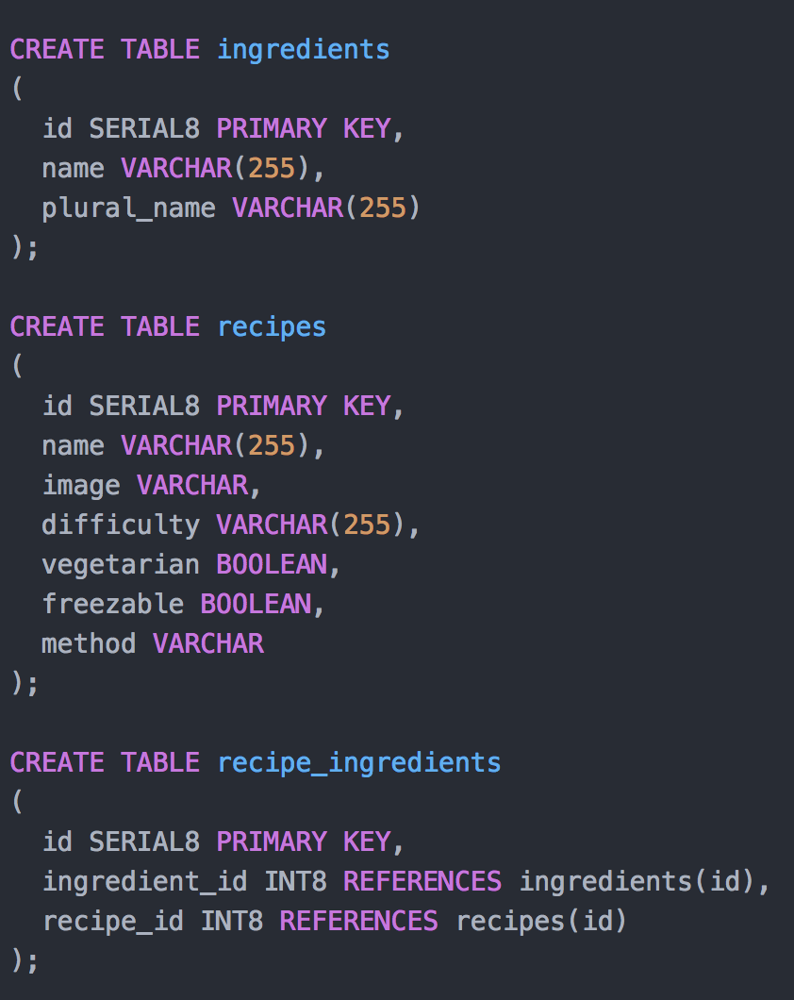 CREATE TABLE ingredients
(
  id SERIAL8 PRIMARY KEY,
  name VARCHAR(255),
  plural_name VARCHAR(255)
);

CREATE TABLE recipes
(
  id SERIAL8 PRIMARY KEY,
  name VARCHAR(255),
  image VARCHAR,
  difficulty VARCHAR(255),
  vegetarian BOOLEAN,
  freezable BOOLEAN,
  method VARCHAR
);

CREATE TABLE recipe_ingredients
(
  id SERIAL8 PRIMARY KEY,
  ingredient_id INT8 REFERENCES ingredients(id),
  recipe_id INT8 REFERENCES recipes(id)
);